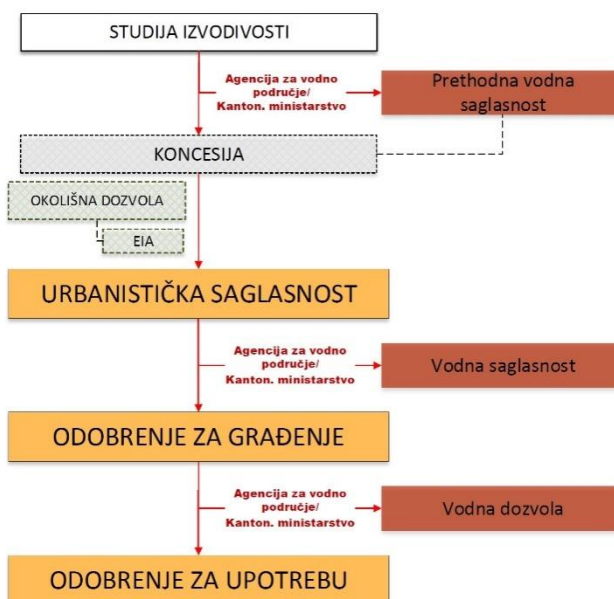 STUDIJA IZVODIVOSTI
Agencija za vodno
područje/
Kanton. ministarstvo
Prethodna vodna
saglasnost
KONCESIJA
OKOLIŠNA DOZVOLA
EIA
URBANISTIČKA SAGLASNOST
Agencija za vodno
područje/
Kanton. ministarstvo
Vodna saglasnost
ODOBRENJE ZA GRAĐENJE
Agencija za vodno
područje/
Kanton. ministarstvo
Vodna dozvola
ODOBRENJE ZA UPOTREBU